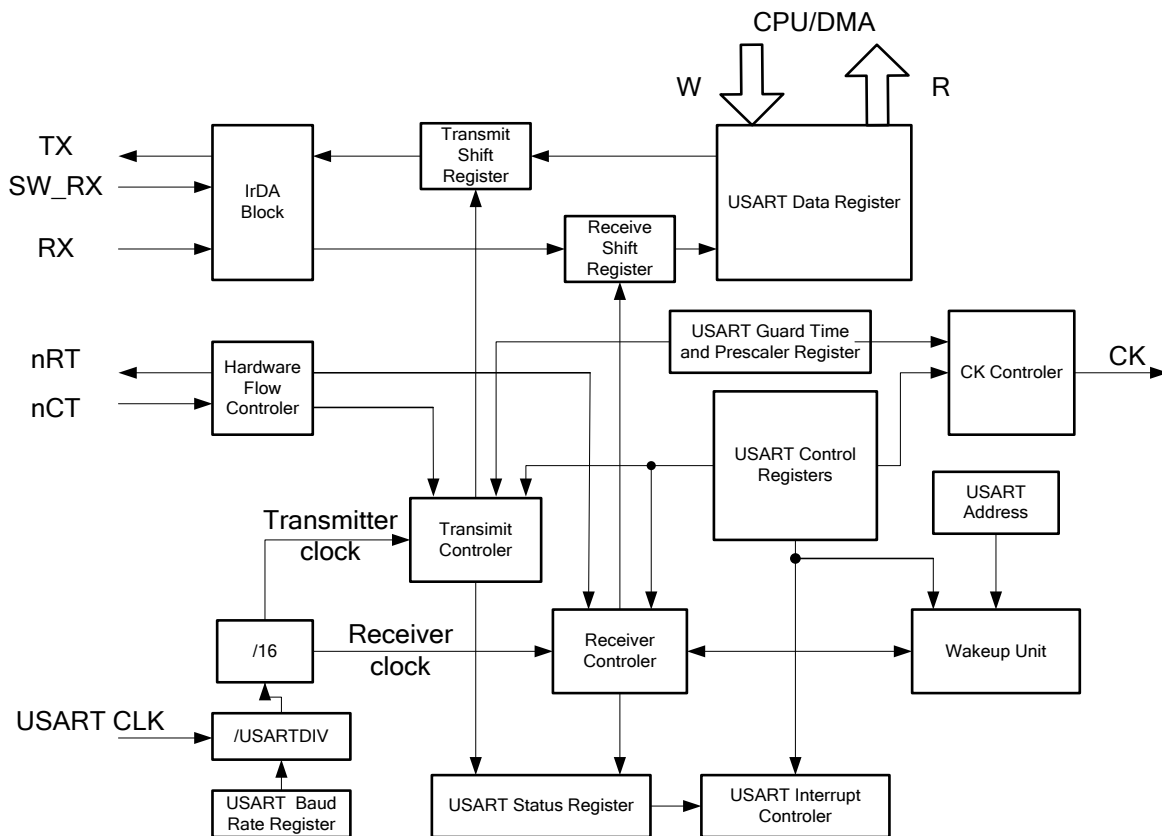 CPU/DMA
W
R
TX
SW_RX
RX
IrDA
Block
Transmit
Shift
Register
Receive
Shift
Register
USART Data Register
nRT
nCT
Hardware
Flow
Controler
USART Guard Time
and Prescaler Register
CK Controler
CK
USART Control
Registers
USART
Address
Transmitter
clock
Transimit
Controler
/16
Receiver
clock
Receiver
Controler
Wakeup Unit
USART CLK
/USARTDIV
USART Baud
Rate Register
USART Status Register
USART Interrupt
Controler